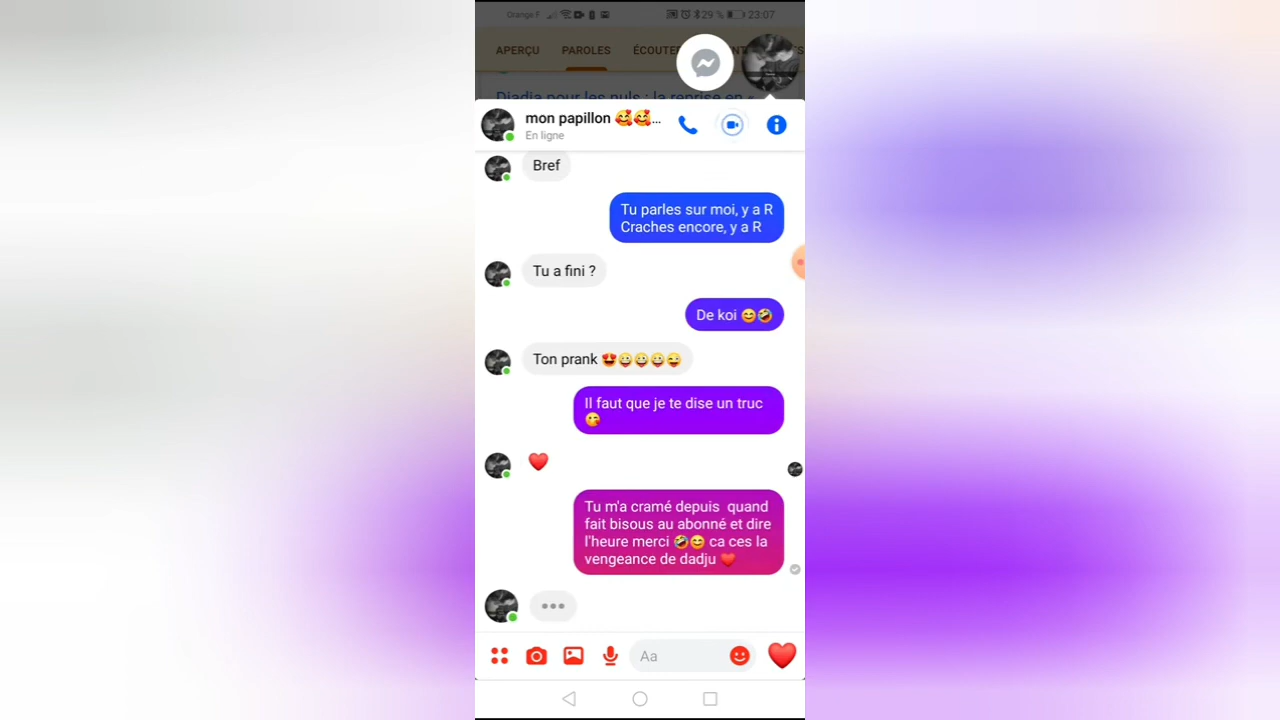 Orange F
29 %
23:07
APERÇU
PAROLES
ÉCOUTER
Djadja pour les nuls : la reprise en
mon papillon 🥰🥰...
En ligne
Bref
Tu parles sur moi, y a R
Craches encore, y a R
Tu a fini ?
De koi 😊🤣
Ton prank 😍😀😀😀😜
Il faut que je te dise un truc
😋
❤️
Tu m'a cramé depuis quand
fait bisous au abonné et dire
l'heure merci 🤣😊 ca ces la
vengeance de dadju ❤️
Aa